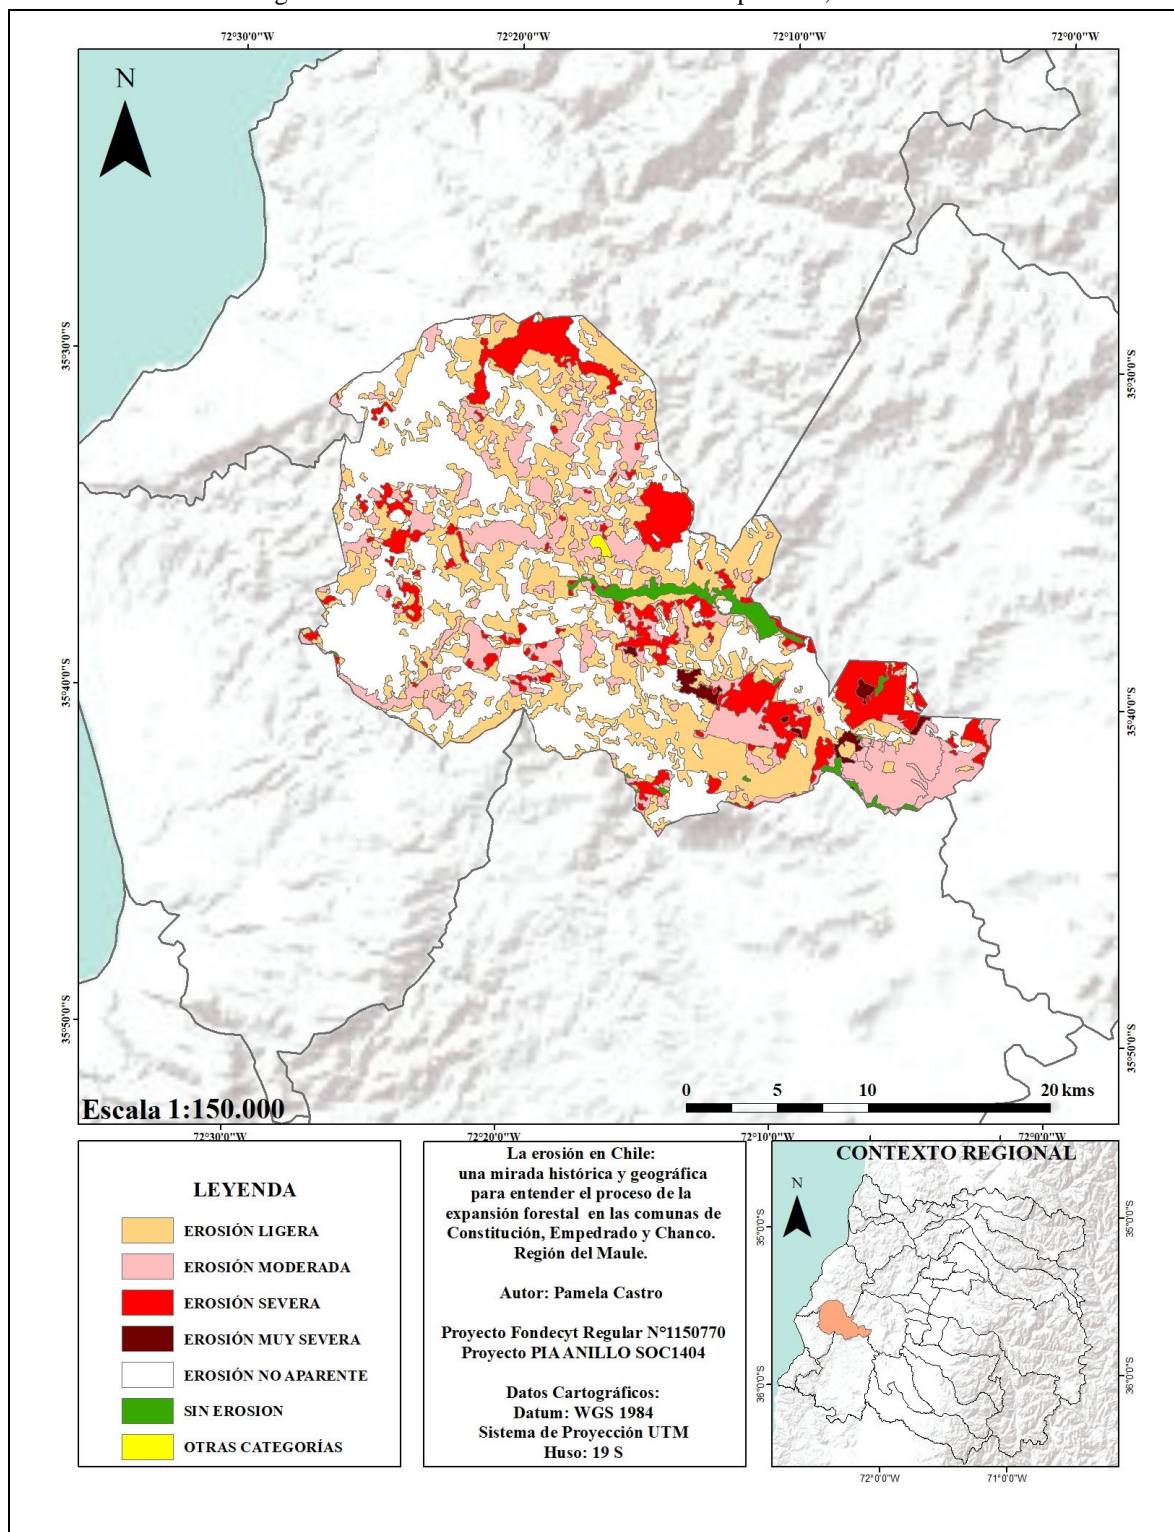 72°30'0"W
72°20'0"W
72°10'0"W
72°0'0"W
N
35°30'0"S
35°30'0"S
35°40'0"S
35°40'0"S
35°50'0"S
35°50'0"S
0 5 10 20 kms
Escala 1:150.000
72°30'0"W
72°20'0"W
72°10'0"W
72°0'0"W
LEYENDA
EROSIÓN LIGERA
EROSIÓN MODERADA
EROSIÓN SEVERA
EROSIÓN MUY SEVERA
EROSIÓN NO APARENTE
SIN EROSION
OTRAS CATEGORÍAS
La erosión en Chile:
una mirada histórica y geográfica
para entender el proceso de la
expansión forestal en las comunas de
Constitución, Empedrado y Chanco.
Región del Maule.
Autor: Pamela Castro
Proyecto Fondecyt Regular N°1150770
Proyecto PIA ANILLO SOC1404
Datos Cartográficos:
Datum: WGS 1984
Sistema de Proyección UTM
Huso: 19 S
CONTEXTO REGIONAL
N
35°0'0"S
35°0'0"S
36°0'0"S
36°0'0"S
72°0'0"W
71°0'0"W